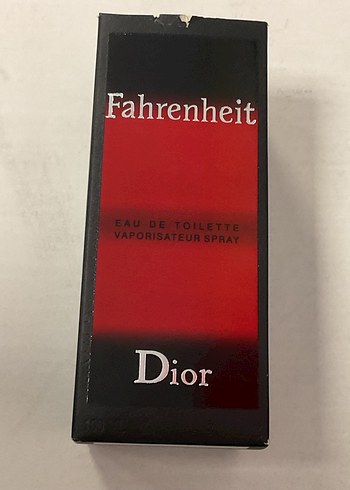 Fahrenheit
EAU DE TOILETTE
VAPORISATEUR SPRAY
Dior